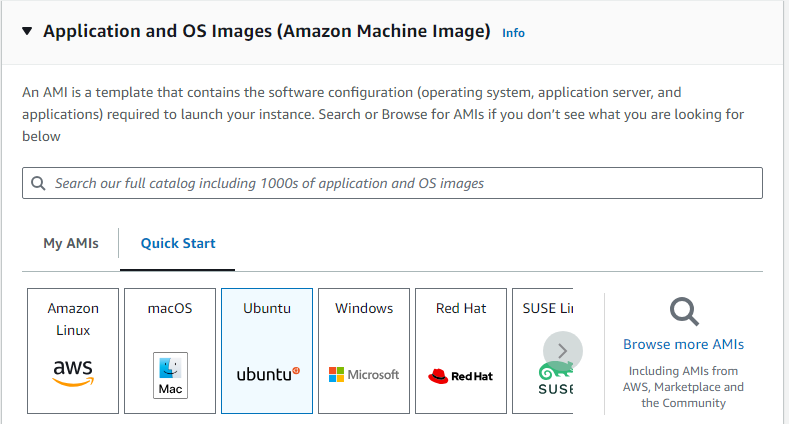 Application and OS Images (Amazon Machine Image) Info
An AMI is a template that contains the software configuration (operating system, application server, and
applications) required to launch your instance. Search or Browse for AMIs if you don't see what you are looking for
below
Search our full catalog including 1000s of application and OS images
My AMIs
Quick Start
Amazon
Linux
aws
macOS
Mac
Ubuntu
ubuntu
Windows
Microsoft
Red Hat
Red Hat
SUSE Li
SUSE
Browse more AMIs
Including AMIs from
AWS, Marketplace and
the Community